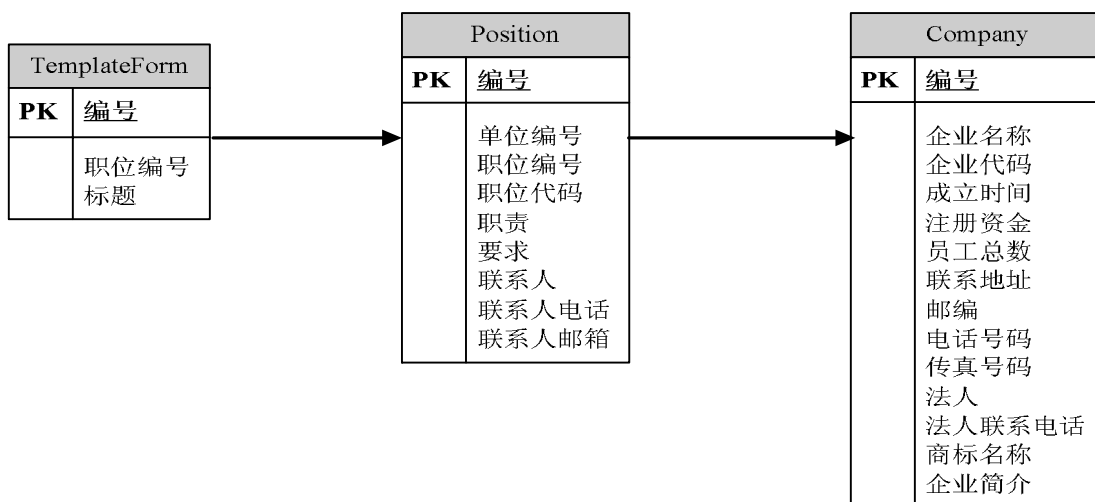 TemplateForm
PK 编号
职位编号
标题
Position
PK 编号
单位编号
职位编号
职位代码
职责
要求
联系人
联系人电话
联系人邮箱
Company
PK 编号
企业名称
企业代码
成立时间
注册资金
员工总数
联系地址
邮编
电话号码
传真号码
法人
法人联系电话
商标名称
企业简介